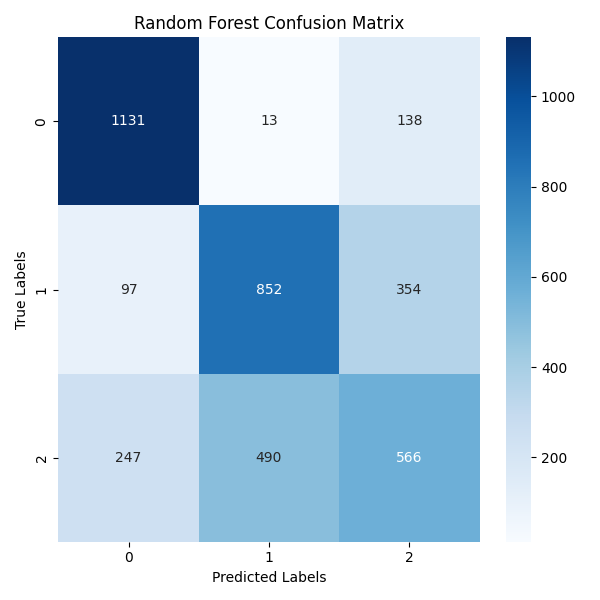 Random Forest Confusion Matrix
1131 13 138
97 852 354
247 490 566
0
1
2
True Labels
0 1 2
Predicted Labels
1000
800
600
400
200